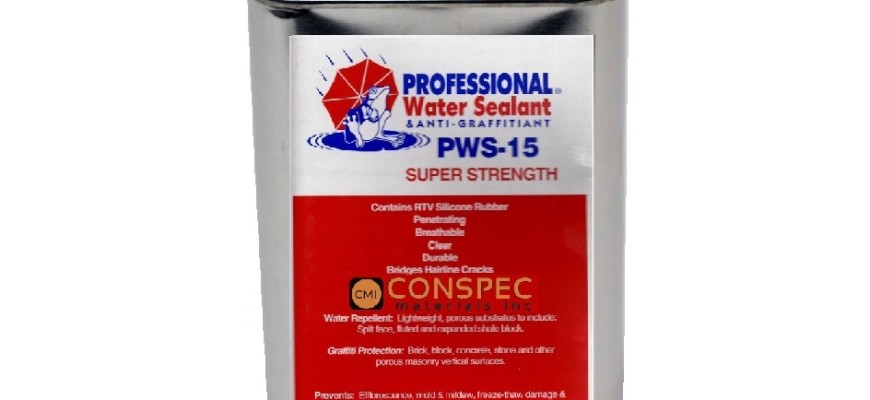 PROFESSIONAL®
Water Sealant
& ANTI-GRAFFITIANT
PWS-15
SUPER STRENGTH
Contains RTV Silicone Rubber
Penetrating
Breathable
Clear
Durable
Bridges Hairline Cracks
CMI CONSPEC
materials inc
Water Repellent: Lightweight, porous substrates to include:
Split face, fluted and expanded shale block.
Graffiti Protection: Brick, block, concrete, stone and other
porous masonry vertical surfaces.
Prevents: Efflorescence, mold & mildew, freeze-thaw damage &